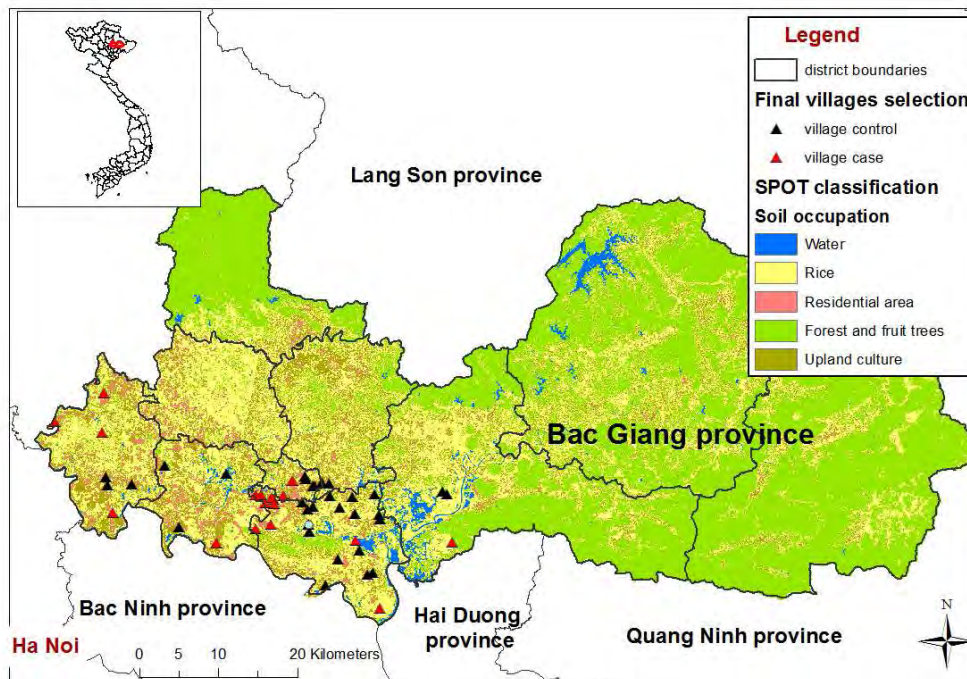 Legend
district boundaries
Final villages selection
village control
village case
SPOT classification
Soil occupation
Water
Rice
Residential area
Forest and fruit trees
Upland culture
Lang Son province
Bac Giang province
Bac Ninh province
Hai Duong
province
Quang Ninh province
Ha Noi
N
0 5 10 20 Kilometers